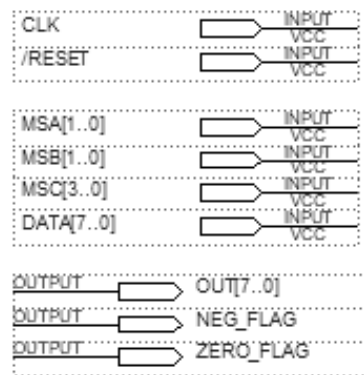 CLK INPUT
VCC
/RESET INPUT
VCC
MSA[1..0] INPUT
VCC
MSB[1..0] INPUT
VCC
MSC[3..0] INPUT
VCC
DATA[7..0] INPUT
VCC
OUTPUT OUT[7..0]
OUTPUT NEG_FLAG
OUTPUT ZERO_FLAG